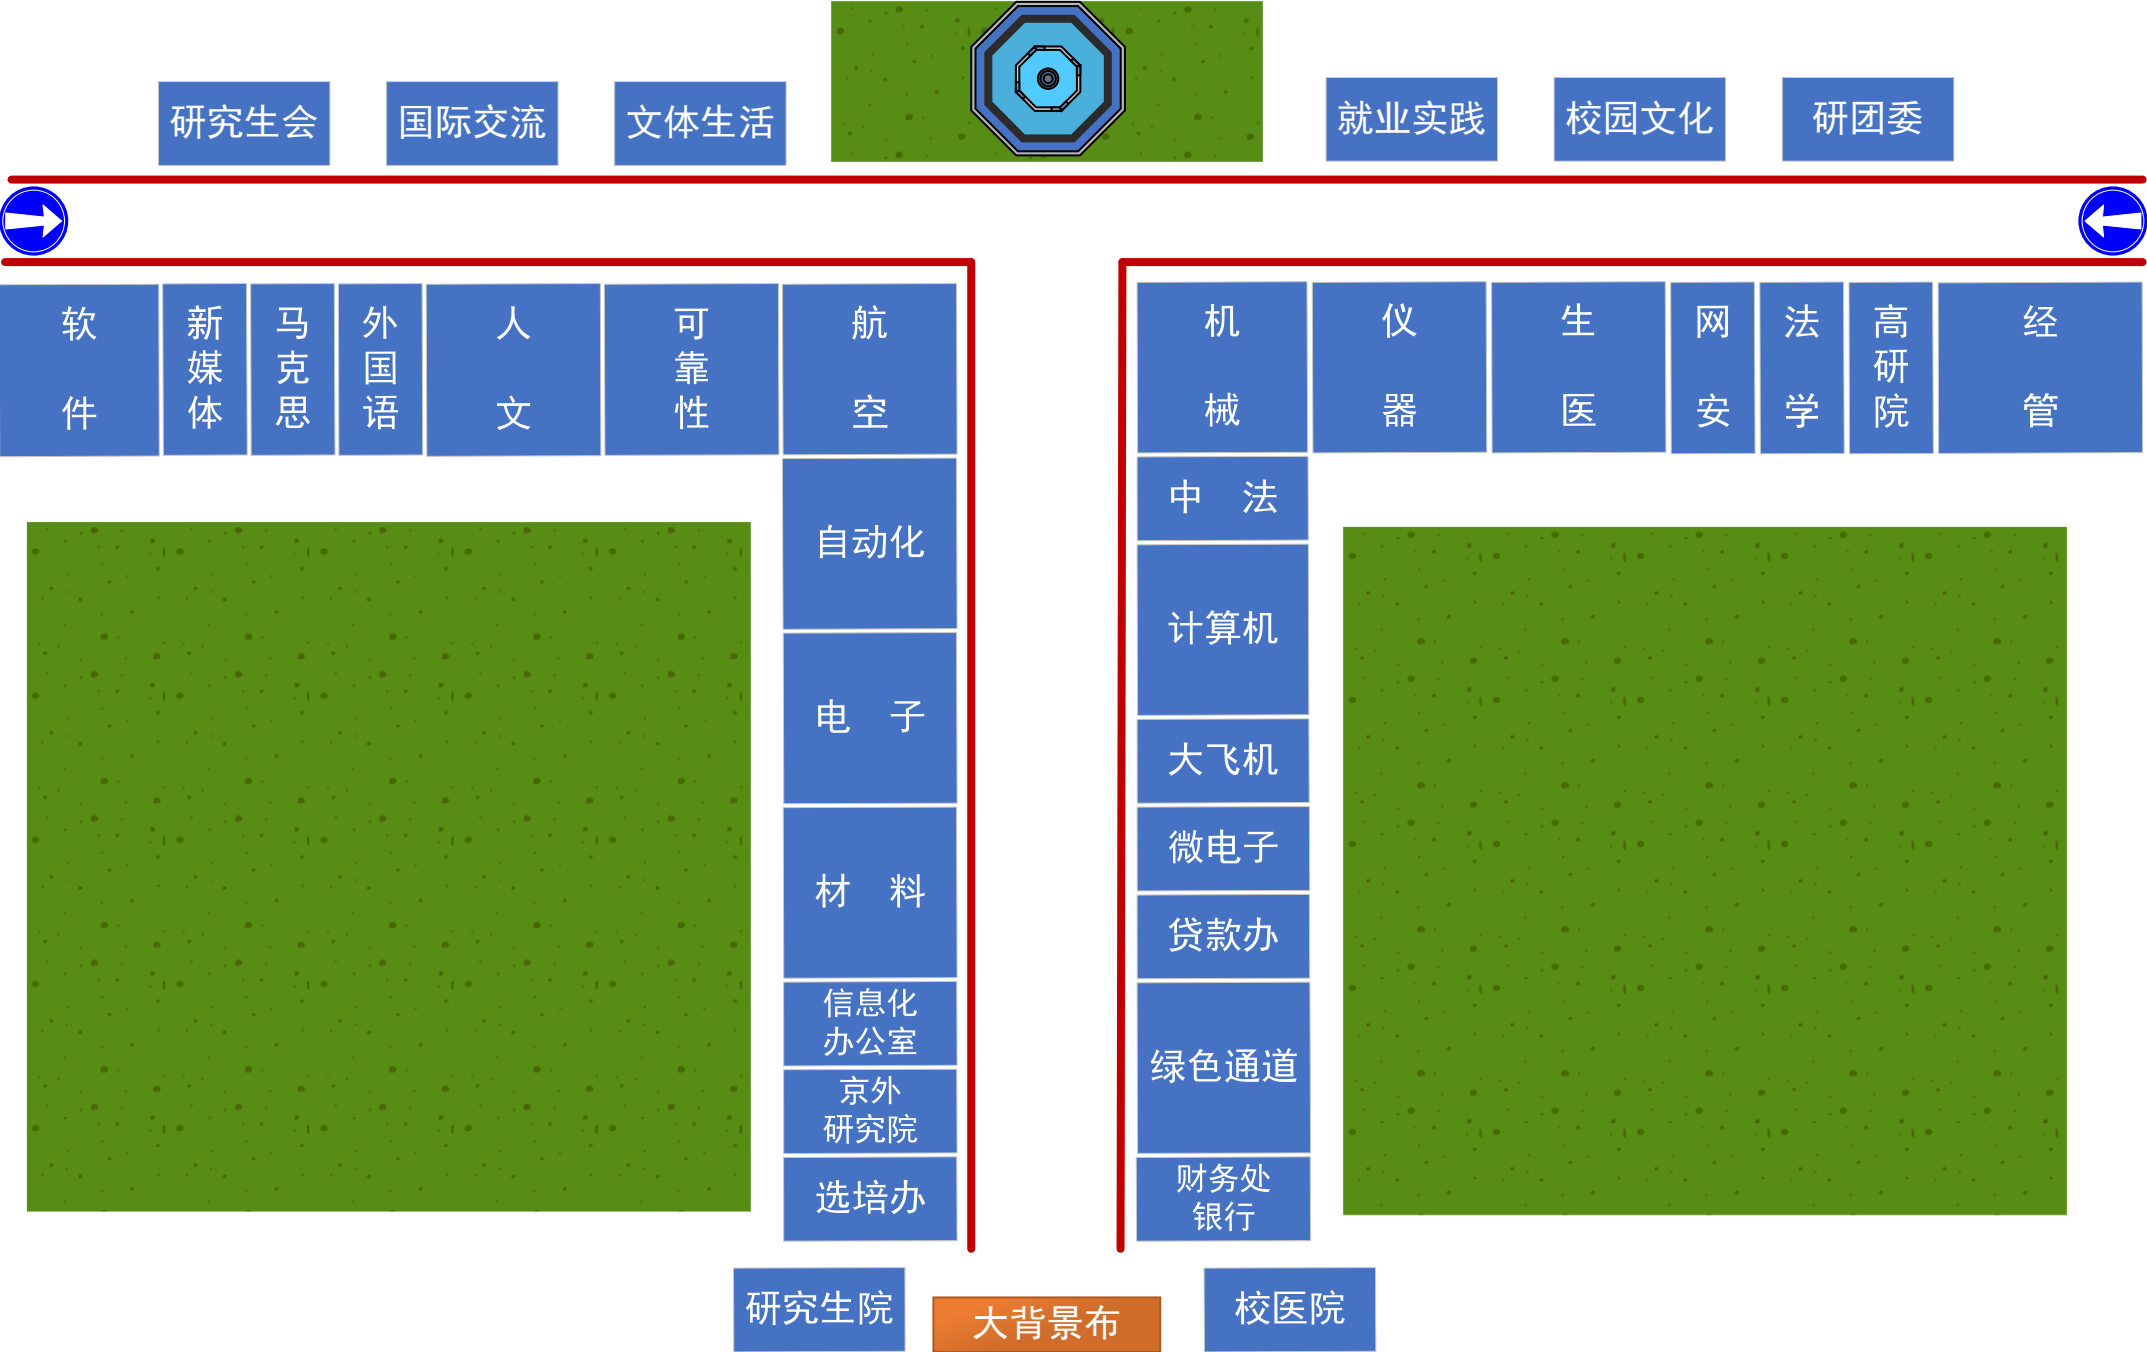 研究生会
国际交流
文体生活
就业实践
校园文化
研团委
软件
新媒体
马克思
外国语
人文
可靠性
航空
机械
仪器
生医
网安
法学
高研院
经管
自动化
电 子
材 料
信息化
办公室
京外
研究院
选培办
中 法
计算机
大飞机
微电子
贷款办
绿色通道
财务处
银行
研究生院
大背景布
校医院